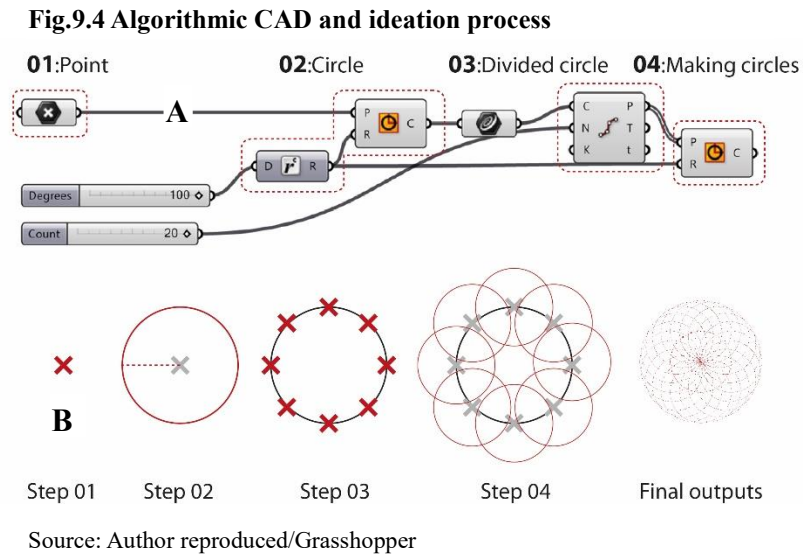 Fig.9.4 Algorithmic CAD and ideation process
01:Point 02:Circle 03:Divided circle 04:Making circles
A
P
R
C
C
N
K
P
T
t
P
R
C
D r° R
Degrees 100
Count 20
B
Step 01 Step 02 Step 03 Step 04 Final outputs
Source: Author reproduced/Grasshopper